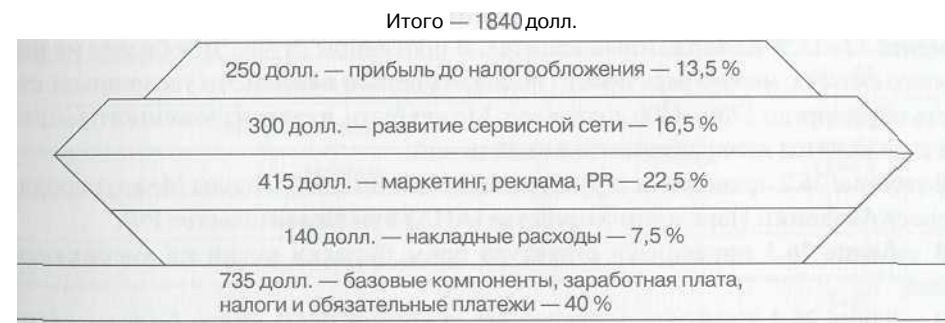 Итого — 1840 долл.
250 долл. — прибыль до налогообложения — 13,5 %
300 долл. — развитие сервисной сети — 16,5 %
415 долл. — маркетинг, реклама, PR — 22,5 %
140 долл. — накладные расходы — 7,5 %
735 долл. — базовые компоненты, заработная плата,
налоги и обязательные платежи — 40 %